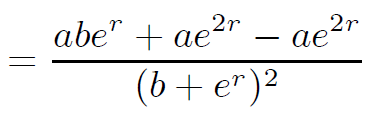 = \frac{abe^r + ae^{2r} - ae^{2r}}{(b + e^r)^2}